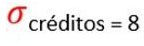 σ créditos = 8